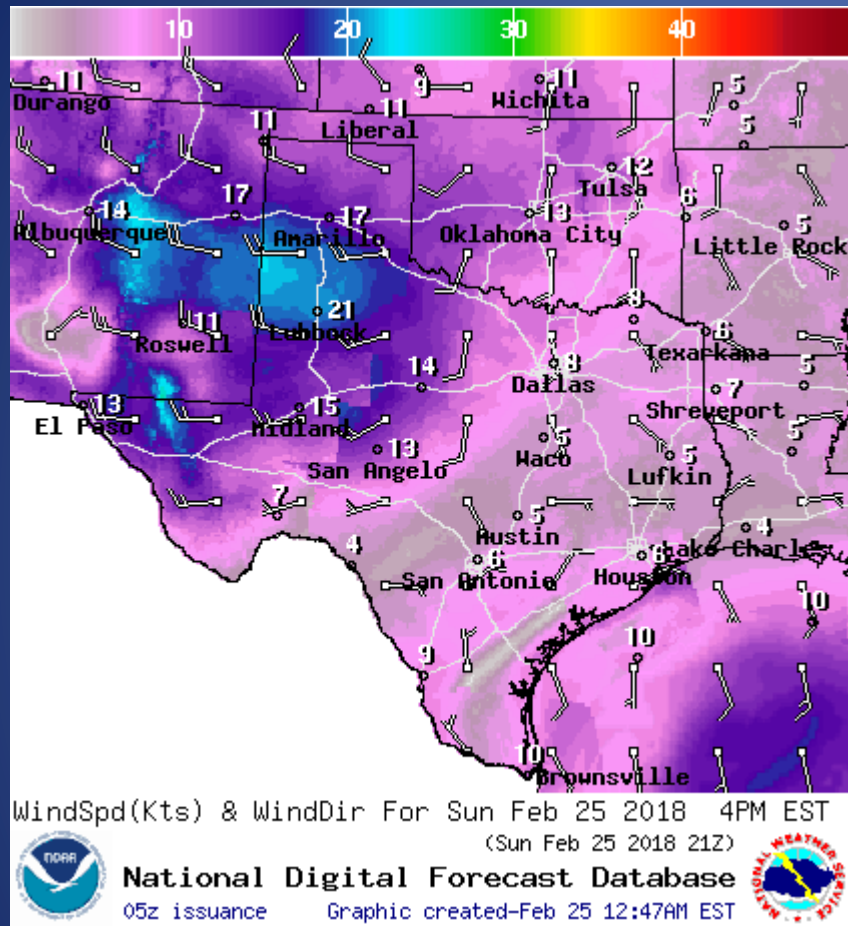 10 20 30 40
11 9 11 5
Durango Liberal 11 Wichita
11 5
12
Tulsa
14 17 17 13 6
Albuquerque Amarillo Oklahoma City 5
Little Rock
11 21 8
Roswell Lubbock 6
14 8 Texarkana
Dallas 7 5
13 15 Shreveport
El Paso Midland 5
13 Waco 5 5
San Angelo Lufkin
7 5
Austin 4
4 6 6 Lake Charles
San Antonio Houston
10
9 10
10
Brownsville
WindSpd(Kts) & WindDir For Sun Feb 25 2018 4PM EST
(Sun Feb 25 2018 21Z)
NOAA
National Digital Forecast Database
NATIONAL WEATHER SERVICE
05z issuance Graphic created-Feb 25 12:47AM EST